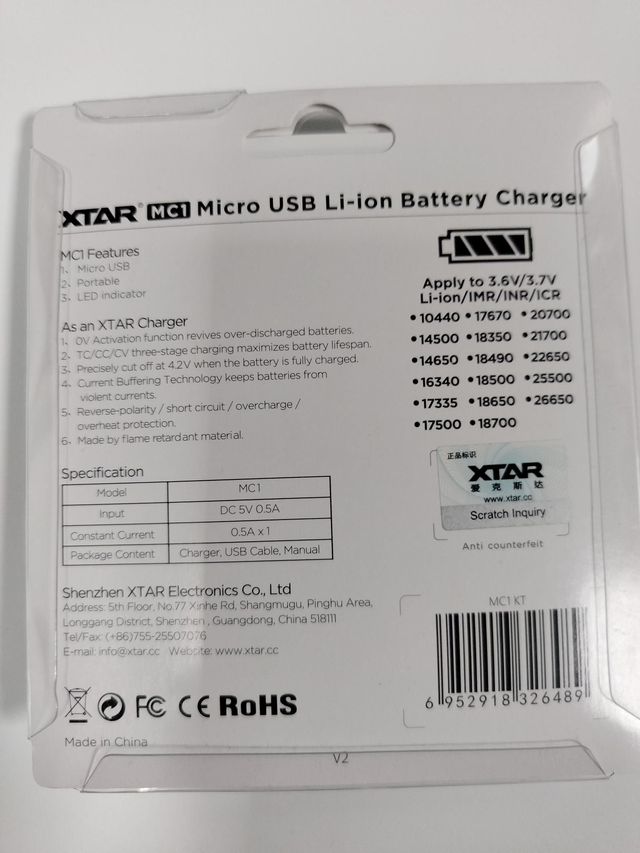 XTAR® MC1 Micro USB Li-ion Battery Charger
MC1 Features
1、Micro USB
2、Portable
3、LED indicator
As an XTAR Charger
1、0V Activation function revives over-discharged batteries.
2、TC/CC/CV three-stage charging maximizes battery lifespan.
3、Precisely cut off at 4.2V when the battery is fully charged.
4、Current Buffering Technology keeps batteries from
violent currents.
5、Reverse-polarity / short circuit / overcharge /
overheat protection.
6、Made by flame retardant material.
Apply to 3.6V/3.7V
Li-ion/IMR/INR/ICR
•10440 •17670 •20700
•14500 •18350 •21700
•14650 •18490 •22650
•16340 •18500 •25500
•17335 •18650 •26650
•17500 •18700
正品标识
XTAR
爱克斯达
www.xtar.cc
Scratch Inquiry
Anti counterfeit
Specification
Model MC1
Input DC 5V 0.5A
Constant Current 0.5A x 1
Package Content Charger, USB Cable, Manual
Shenzhen XTAR Electronics Co., Ltd
Address: 5th Floor, No.77 Xinhe Rd, Shangmugu, Pinghu Area,
Longgang District, Shenzhen , Guangdong, China 518111
Tel/Fax: (+86)755-25507076
E-mail: info@xtar.cc Website: www.xtar.cc
MC1 KT
6 952918 326489
FC CE RoHS
Made in China
V2